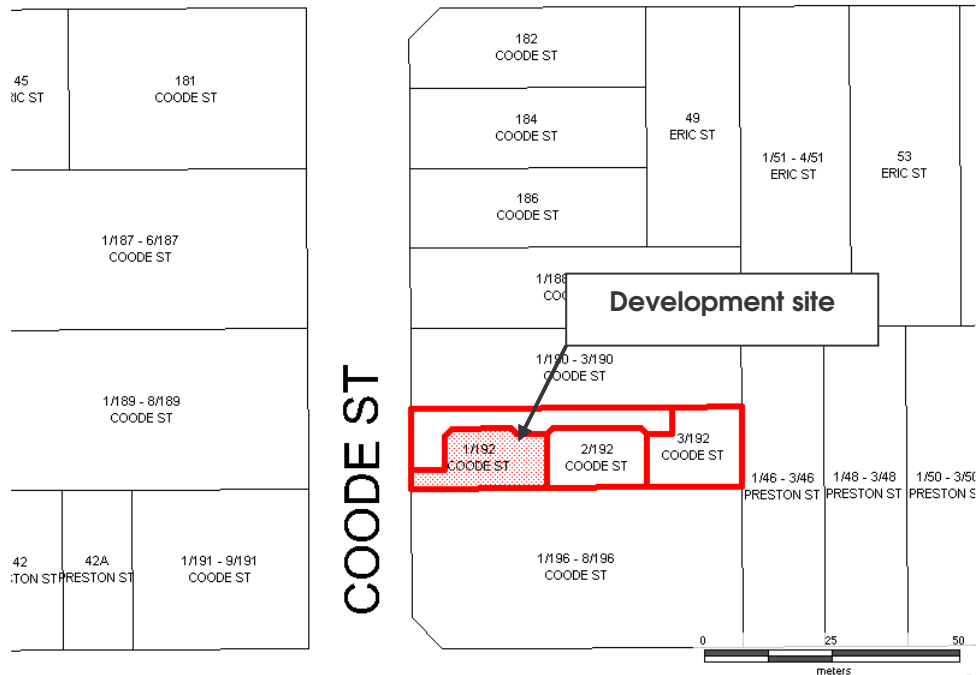 45
RIC ST
181
COODE ST
182
COODE ST
184
COODE ST
186
COODE ST
49
ERIC ST
1/51 - 4/51
ERIC ST
53
ERIC ST
1/187 - 6/187
COODE ST
1/188
COO
Development site
1/189 - 8/189
COODE ST
1/190 - 3/190
COODE ST
COODE ST
1/192
COODE ST
2/192
COODE ST
3/192
COODE ST
1/46 - 3/46
PRESTON ST
1/48 - 3/48
PRESTON ST
1/50 - 3/50
PRESTON S
42
TON ST
42A
PRESTON ST
1/191 - 9/191
COODE ST
1/196 - 8/196
COODE ST
0 25 50
meters